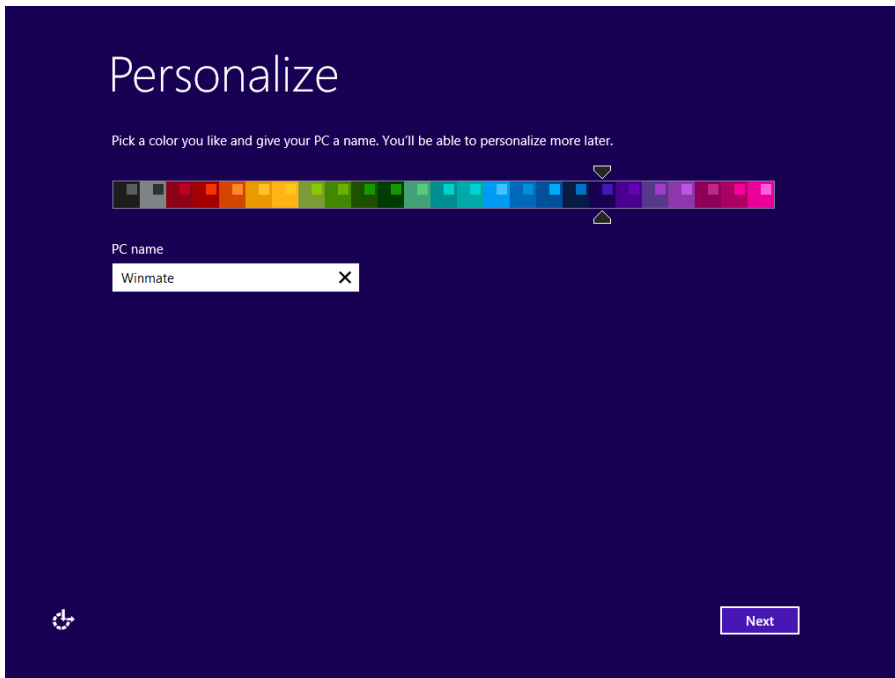 Personalize
Pick a color you like and give your PC a name. You'll be able to personalize more later.
PC name
Winmate
Next